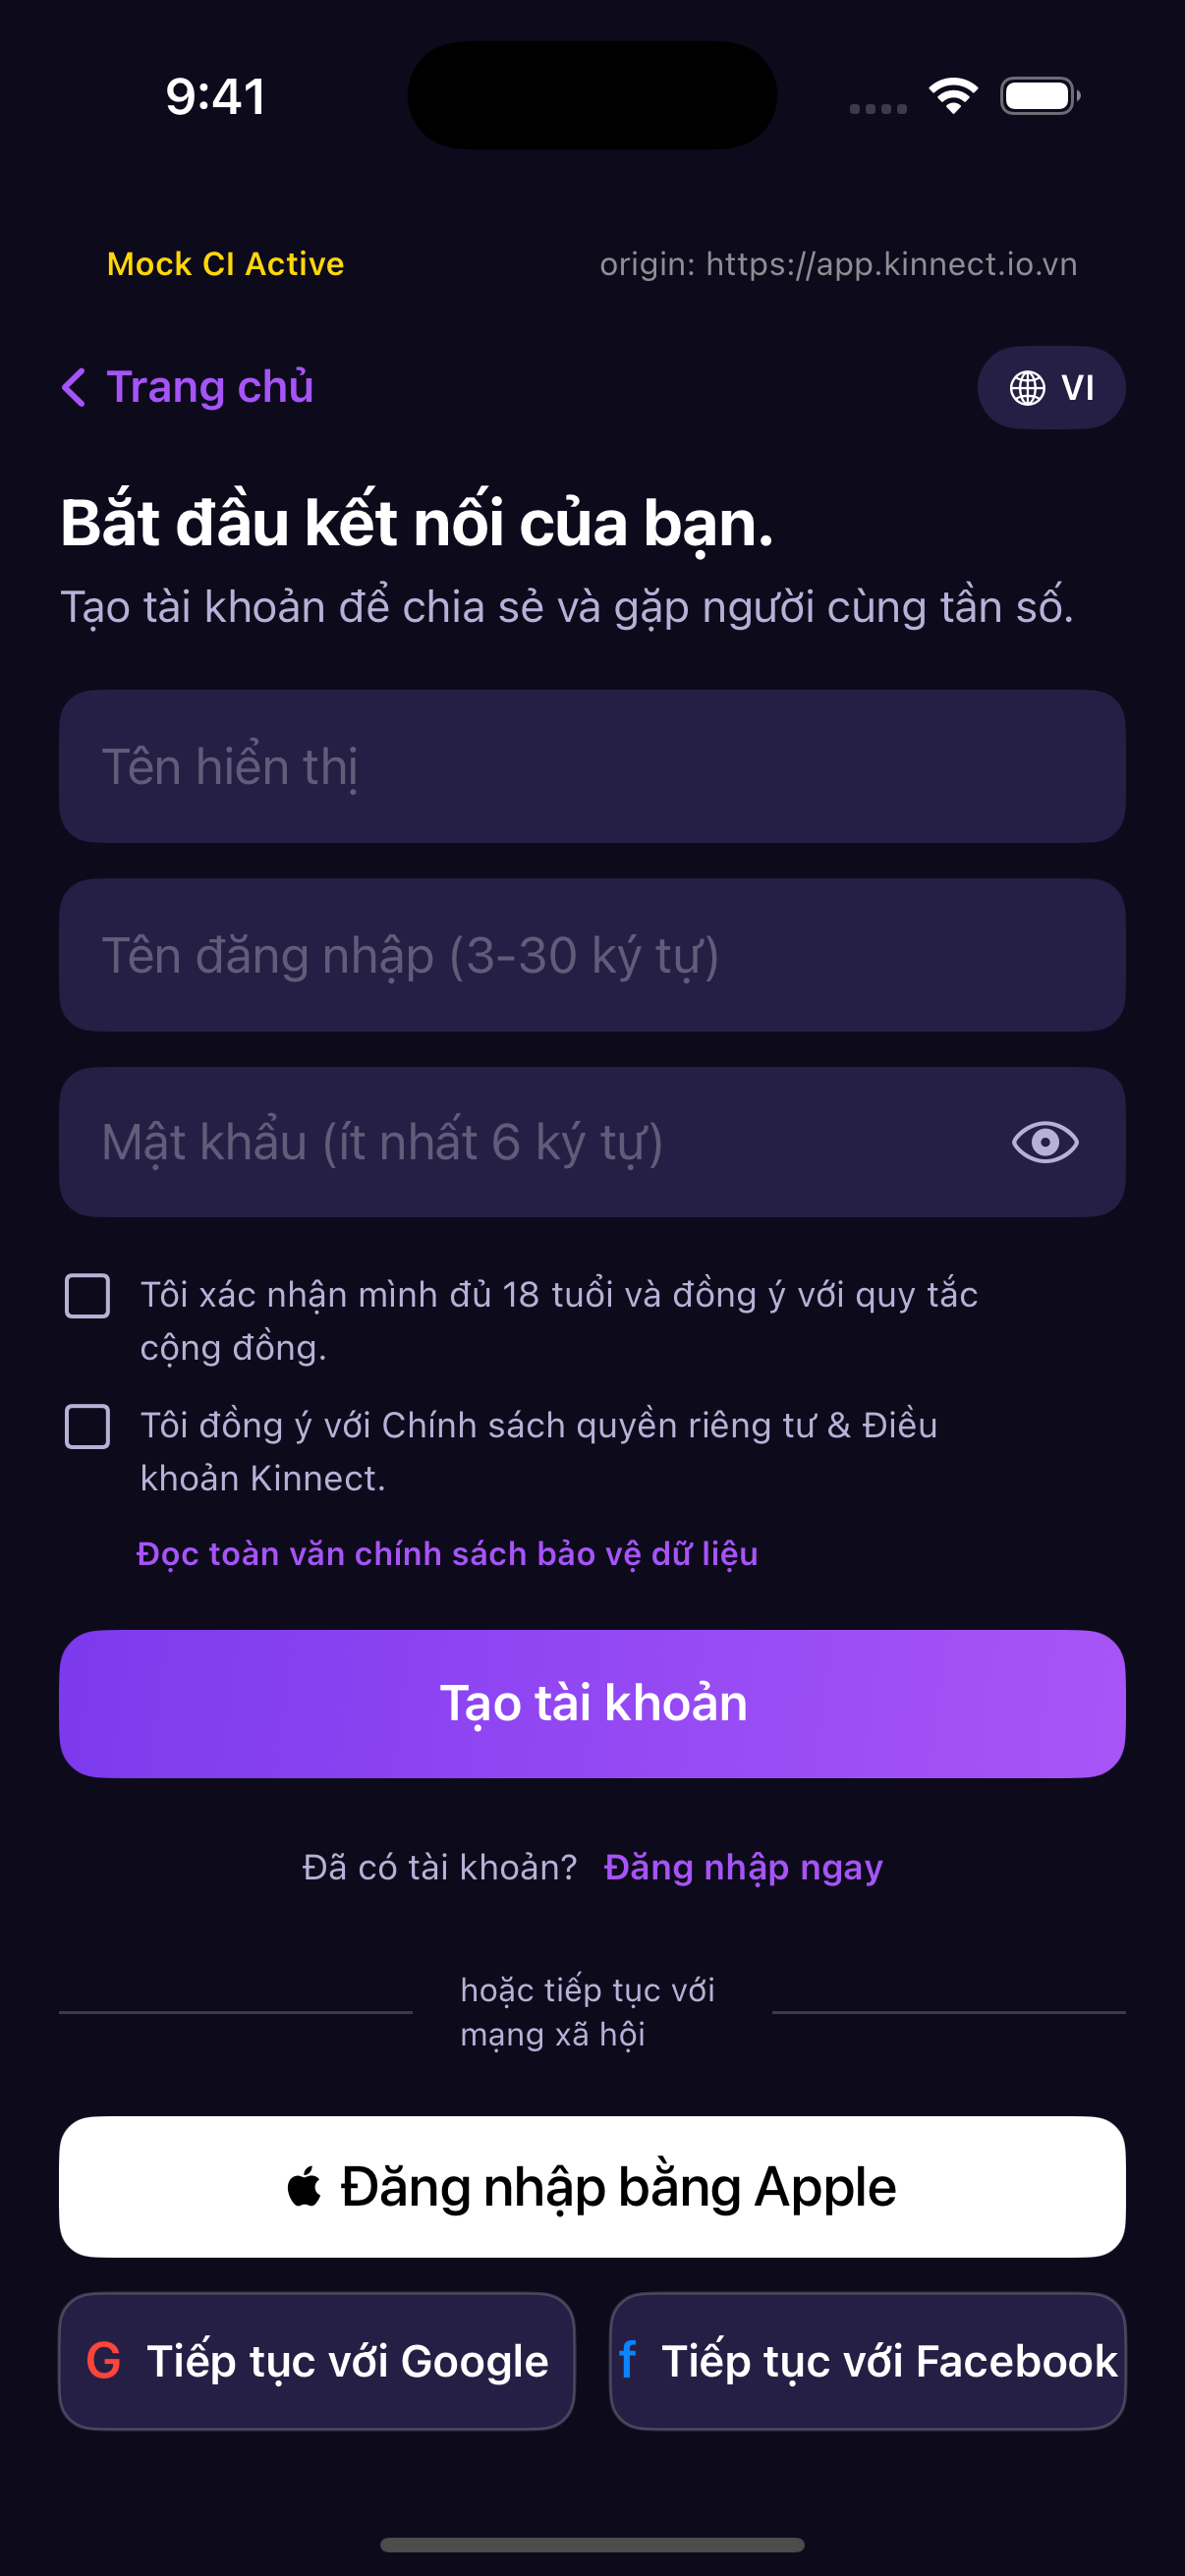 9:41
Mock CI Active
origin: https://app.kinnect.io.vn
Trang chủ
VI
Bắt đầu kết nối của bạn.
Tạo tài khoản để chia sẻ và gặp người cùng tần số.
Tên hiển thị
Tên đăng nhập (3-30 ký tự)
Mật khẩu (ít nhất 6 ký tự)
Tôi xác nhận mình đủ 18 tuổi và đồng ý với quy tắc
cộng đồng.
Tôi đồng ý với Chính sách quyền riêng tư & Điều
khoản Kinnect.
Đọc toàn văn chính sách bảo vệ dữ liệu
Tạo tài khoản
Đã có tài khoản? Đăng nhập ngay
hoặc tiếp tục với
mạng xã hội
Đăng nhập bằng Apple
G Tiếp tục với Google
f Tiếp tục với Facebook